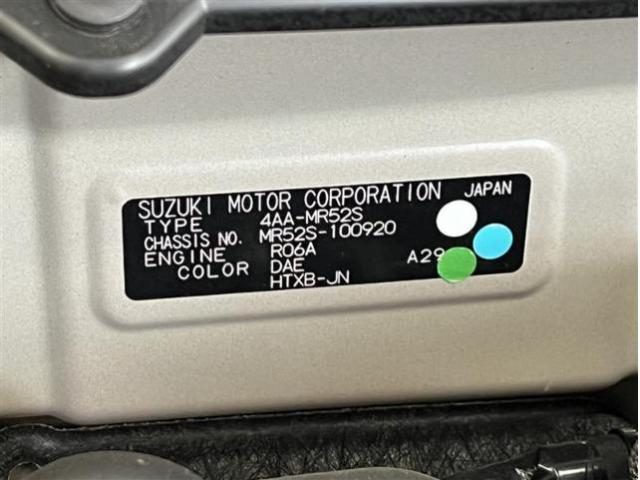 SUZUKI MOTOR CORPORATION JAPAN
TYPE 4AA-MR52S
CHASSIS NO. MR52S-100920
ENGINE R06A
COLOR DAE A29
HTXB-JN